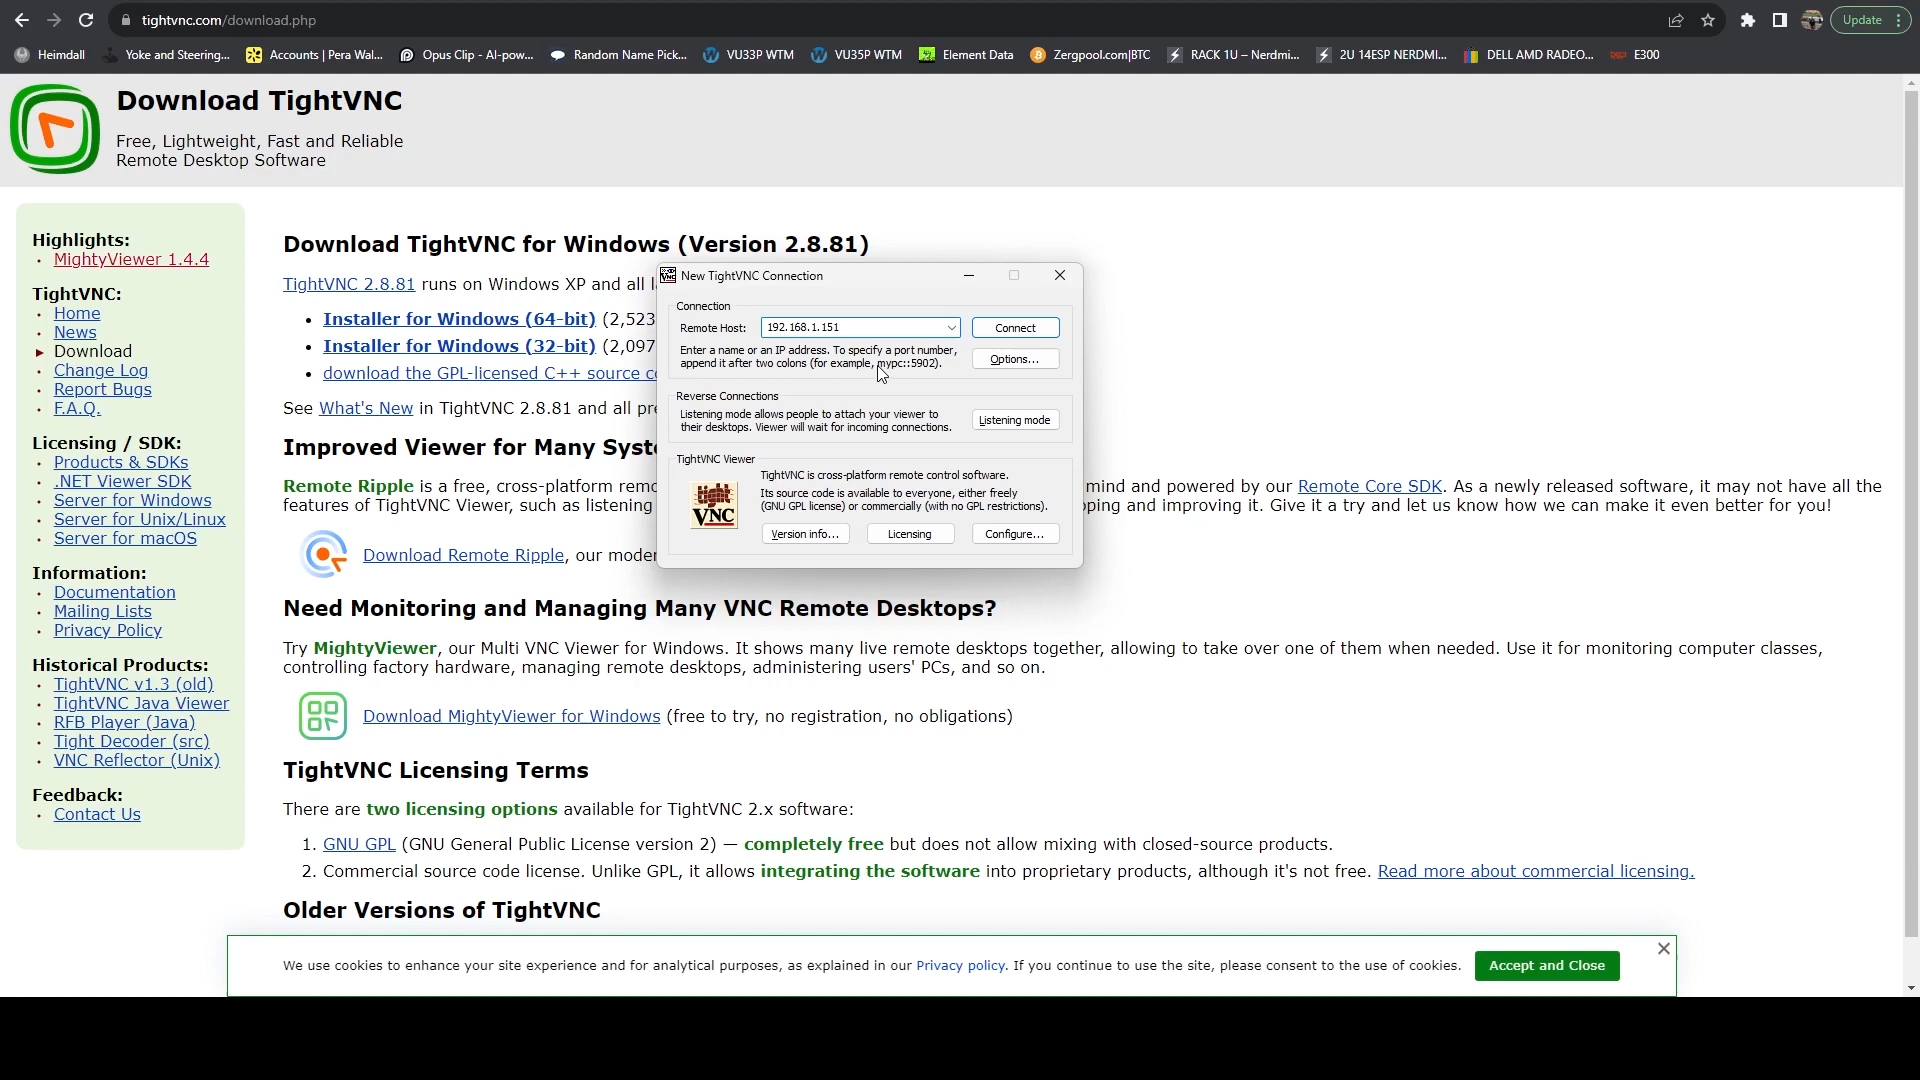 tightvnc.com/download.php
Update
Heimdall
Yoke and Steering...
Accounts | Pera Wal...
Opus Clip - AI-pow...
Random Name Pick...
VU33P WTM
VU35P WTM
Element Data
Zergpool.com|BTC
RACK 1U – Nerdmi...
2U 14ESP NERDMI...
DELL AMD RADEO...
E300
Download TightVNC
Free, Lightweight, Fast and Reliable
Remote Desktop Software
Highlights:
MightyViewer 1.4.4
TightVNC:
Home
News
Download
Change Log
Report Bugs
F.A.Q.
Licensing / SDK:
Products & SDKs
.NET Viewer SDK
Server for Windows
Server for Unix/Linux
Server for macOS
Information:
Documentation
Mailing Lists
Privacy Policy
Historical Products:
TightVNC v1.3 (old)
TightVNC Java Viewer
RFB Player (Java)
Tight Decoder (src)
VNC Reflector (Unix)
Feedback:
Contact Us
Download TightVNC for Windows (Version 2.8.81)
TightVNC 2.8.81 runs on Windows XP and all
Installer for Windows (64-bit) (2,523
Installer for Windows (32-bit) (2,097
download the GPL-licensed C++ source
See What's New in TightVNC 2.8.81 and all
Improved Viewer for Many
Remote Ripple is a free, cross-platform mind and powered by our Remote Core SDK. As a newly released software, it may not have all the
features of TightVNC Viewer, such as listening and improving it. Give it a try and let us know how we can make it even better for you!
Download Remote Ripple, our
New TightVNC Connection
Connection
Remote Host:
192.168.1.151
Connect
Enter a name or an IP address. To specify a port number,
append it after two colons (for example, mypc::5902).
Options...
Reverse Connections
Listening mode allows people to attach your viewer to
their desktops. Viewer will wait for incoming connections.
Listening mode
TightVNC Viewer
tight
VNC
TightVNC is cross-platform remote control software.
Its source code is available to everyone, either freely
(GNU GPL license) or commercially (with no GPL restrictions).
Version info...
Licensing
Configure...
Need Monitoring and Managing Many VNC Remote Desktops?
Try MightyViewer, our Multi VNC Viewer for Windows. It shows many live remote desktops together, allowing to take over one of them when needed. Use it for monitoring computer classes,
controlling factory hardware, managing remote desktops, administering users' PCs, and so on.
Download MightyViewer for Windows (free to try, no registration, no obligations)
TightVNC Licensing Terms
There are two licensing options available for TightVNC 2.x software:
1. GNU GPL (GNU General Public License version 2) — completely free but does not allow mixing with closed-source products.
2. Commercial source code license. Unlike GPL, it allows integrating the software into proprietary products, although it's not free. Read more about commercial licensing.
Older Versions of TightVNC
We use cookies to enhance your site experience and for analytical purposes, as explained in our Privacy policy. If you continue to use the site, please consent to the use of cookies.
Accept and Close